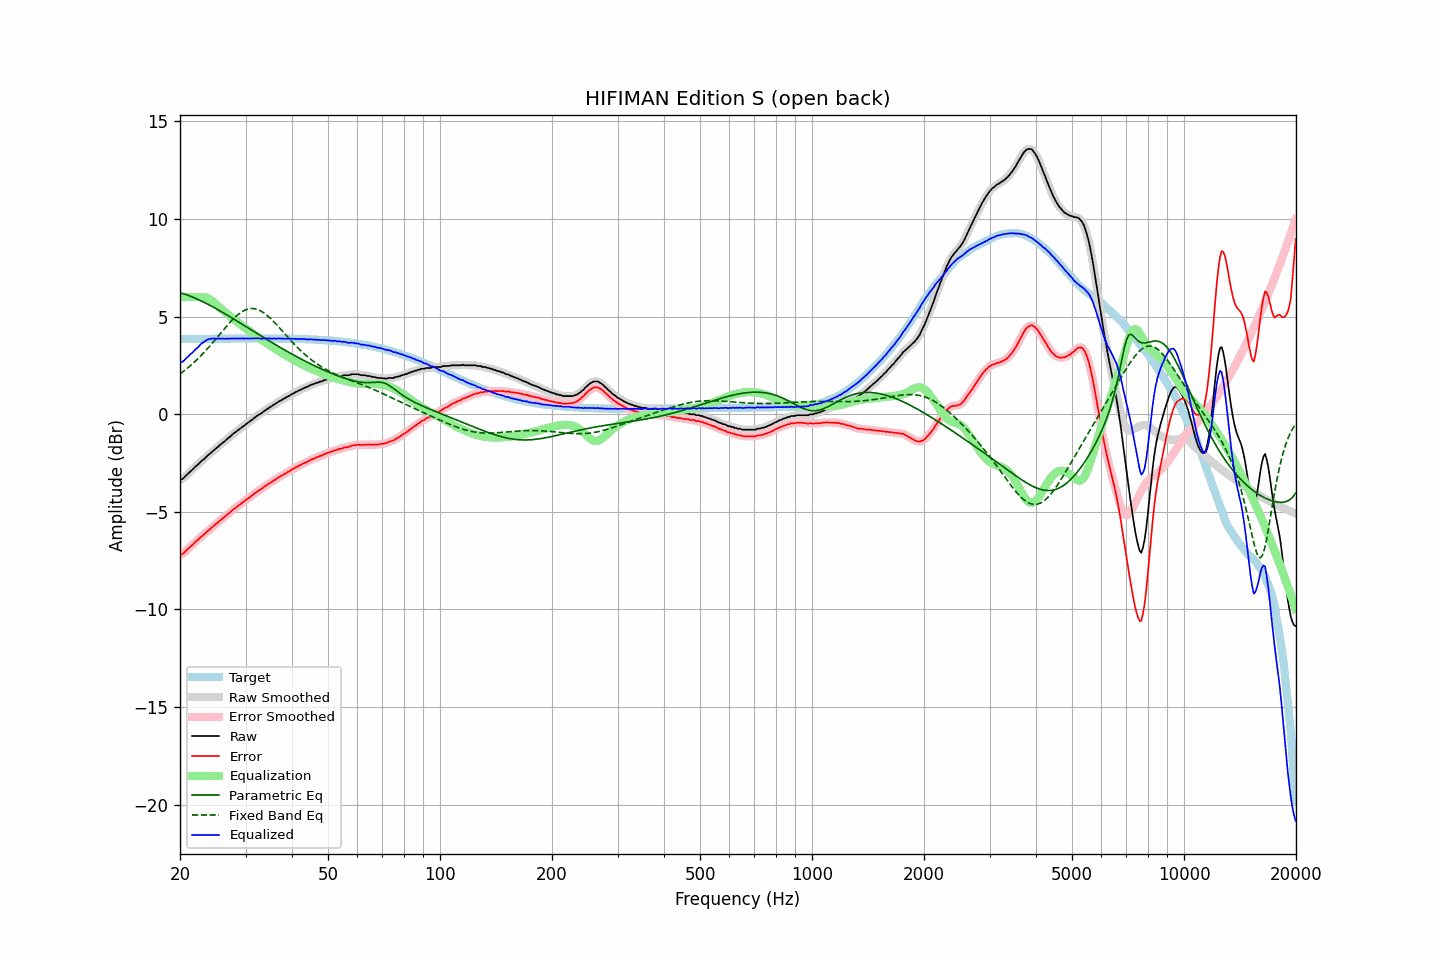 HIFIMAN Edition S (open back)
15
10
5
0
−5
−10
−15
−20
Amplitude (dBr)
Target
Raw Smoothed
Error Smoothed
Raw
Error
Equalization
Parametric Eq
Fixed Band Eq
Equalized
20 50 100 200 500 1000 2000 5000 10000 20000
Frequency (Hz)